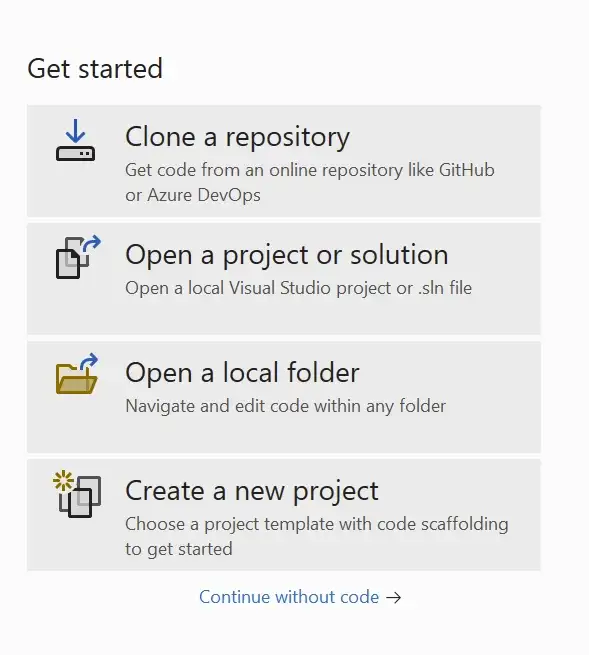 Get started
Clone a repository
Get code from an online repository like GitHub
or Azure DevOps
Open a project or solution
Open a local Visual Studio project or .sln file
Open a local folder
Navigate and edit code within any folder
Create a new project
Choose a project template with code scaffolding
to get started
Continue without code →